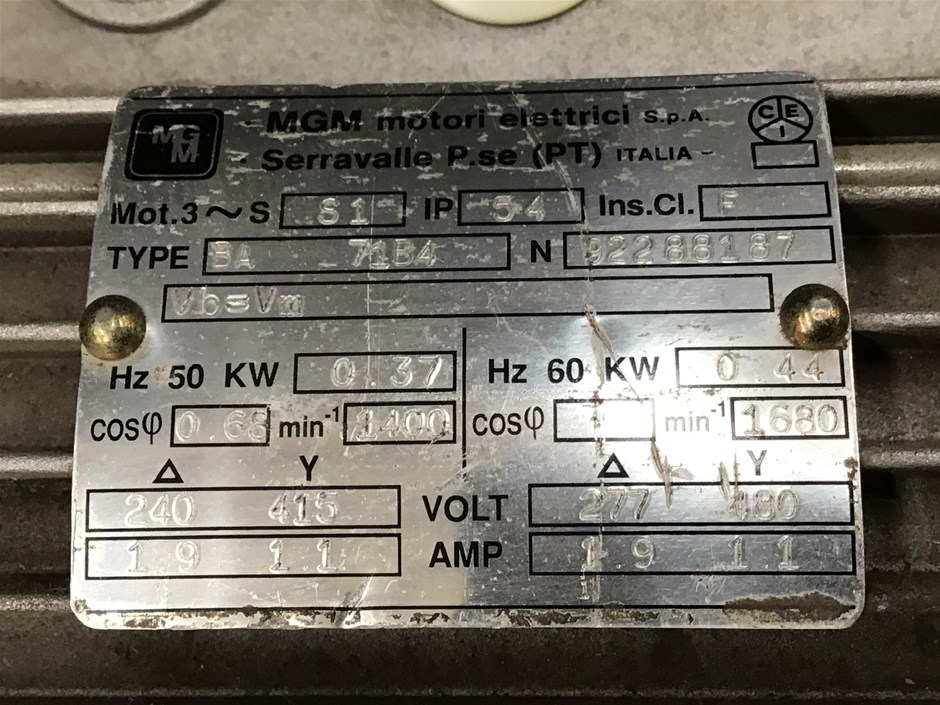 MGM
MGM motori elettrici S.p.A.
Serravalle P.se (PT) ITALIA
CEI
Mot.3~S S1 IP 54 Ins.Cl. F
TYPE BA 71B4 N 92288187
Vb=Vm
Hz 50 KW 0.37 Hz 60 KW 0 44
cosφ 0.68 min-1 1400 cosφ min-1 1680
Δ Y Δ Y
240 415 VOLT 277 480
1.9 1.1 AMP 1 9 1 1